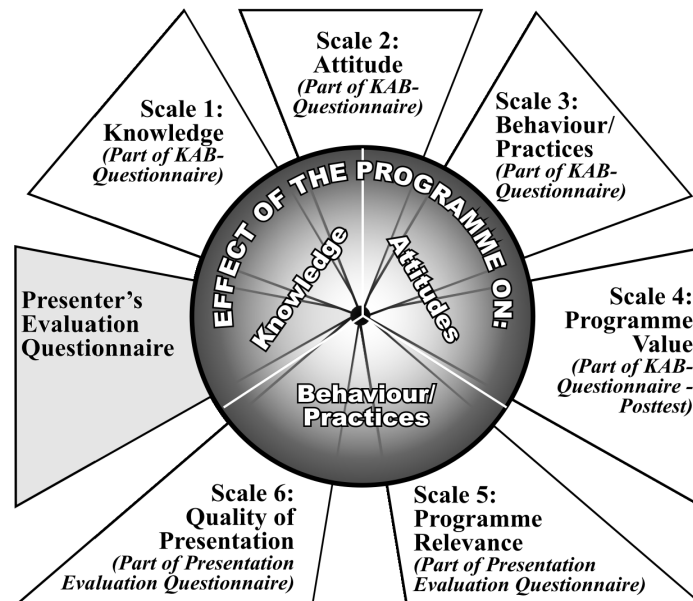 Scale 1:
Knowledge
(Part of KAB-
Questionnaire)
Scale 2:
Attitude
(Part of KAB-
Questionnaire)
Scale 3:
Behaviour/
Practices
(Part of KAB-
Questionnaire)
Scale 4:
Programme
Value
(Part of KAB-
Questionnaire -
Posttest)
Scale 5:
Programme
Relevance
(Part of Presentation
Evaluation Questionnaire)
Scale 6:
Quality of
Presentation
(Part of Presentation
Evaluation Questionnaire)
Presenter's
Evaluation
Questionnaire
EFFECT OF THE PROGRAMME ON:
Knowledge
Attitudes
Behaviour/
Practices